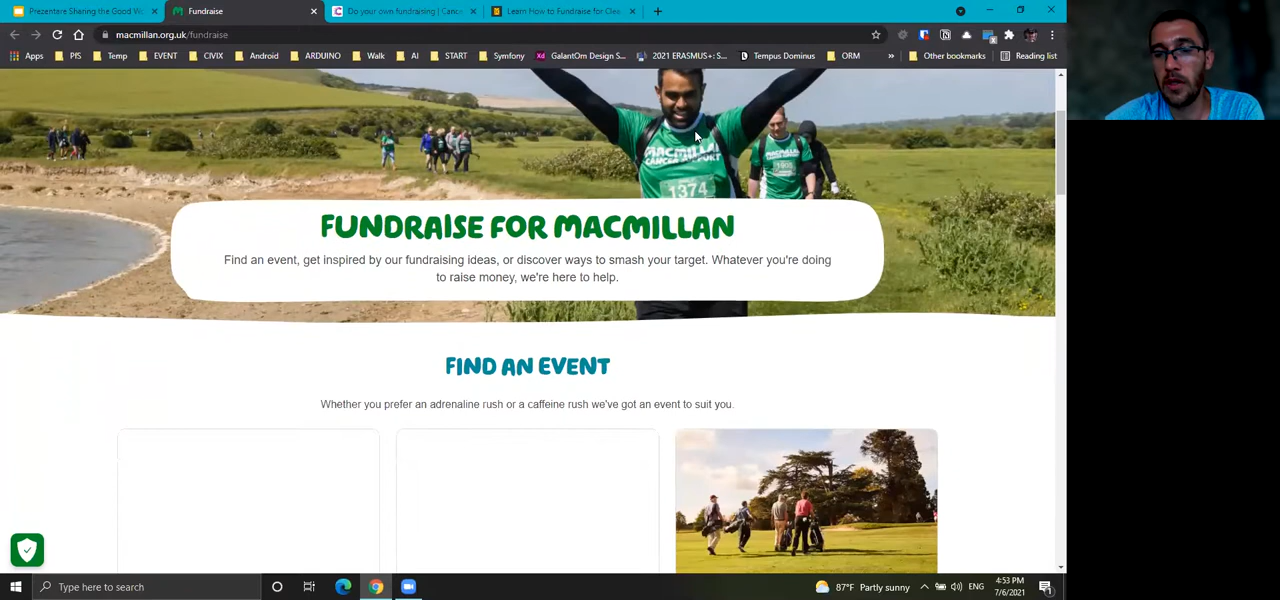 Prezentare Sharing the Good Wo
Fundraise
Do your own fundraising | Cance
Learn How to Fundraise for Clea
macmillan.org.uk/fundraise
Apps
PIS
Temp
EVENT
CIVIX
Android
ARDUINO
Walk
AI
START
Symfony
GalantOm Design S...
2021 ERASMUS+: S...
Tempus Dominus
ORM
»
Other bookmarks
Reading list
MACMILLAN
CANCER SUPPORT
1374
FUNDRAISE FOR MACMILLAN
Find an event, get inspired by our fundraising ideas, or discover ways to smash your target. Whatever you're doing
to raise money, we're here to help.
FIND AN EVENT
Whether you prefer an adrenaline rush or a caffeine rush we've got an event to suit you.
Type here to search
87°F Partly sunny
ENG
4:53 PM
7/6/2021